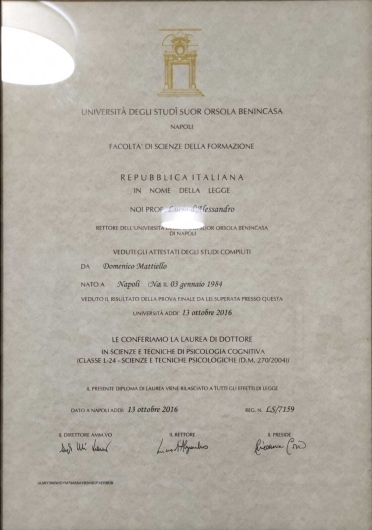 UNIVERSITÀ DEGLI STUDÎ SUOR ORSOLA BENINCASA
NAPOLI
FACOLTA' DI SCIENZE DELLA FORMAZIONE
REPUBBLICA ITALIANA
IN NOME DELLA LEGGE
NOI PROF. d'Alessandro
RETTORE DELL'UNIVERSITÀ SUOR ORSOLA BENINCASA
DI NAPOLI
VEDUTI GLI ATTESTATI DEGLI STUDI COMPIUTI
DA Domenico Mattiello
NATO A Napoli (Na) IL 03 gennaio 1984
VEDUTO IL RISULTATO DELLA PROVA FINALE DA LEI SUPERATA PRESSO QUESTA
UNIVERSITÀ ADDI' 13 ottobre 2016
LE CONFERIAMO LA LAUREA DI DOTTORE
IN SCIENZE E TECNICHE DI PSICOLOGIA COGNITIVA
(CLASSE L-24 - SCIENZE E TECNICHE PSICOLOGICHE (D.M. 270/2004))
IL PRESENTE DIPLOMA DI LAUREA VIENE RILASCIATO A TUTTI GLI EFFETTI DI LEGGE
DATO A NAPOLI ADDI' 13 ottobre 2016 REG. N. LS/7159
IL DIRETTORE AMM.VO IL RETTORE IL PRESIDE